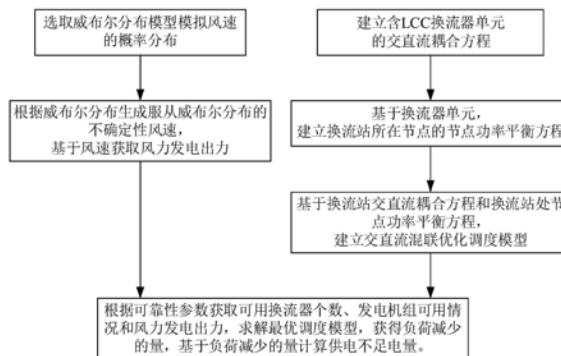 选取威布尔分布模型模拟风速
的概率分布
根据威布尔分布生成服从威布尔分布的
不确定性风速,
基于风速获取风力发电出力
建立含LCC换流器单元
的交直流耦合方程
基于换流器单元,
建立换流站所在节点的节点功率平衡方程
基于换流站交直流耦合方程和换流站处节
点功率平衡方程,
建立交直流混联优化调度模型
根据可靠性参数获取可用换流器个数、发电机组可用情
况和风力发电出力，求解最优调度模型，获得负荷减少
的量，基于负荷减少的量计算供电不足电量。